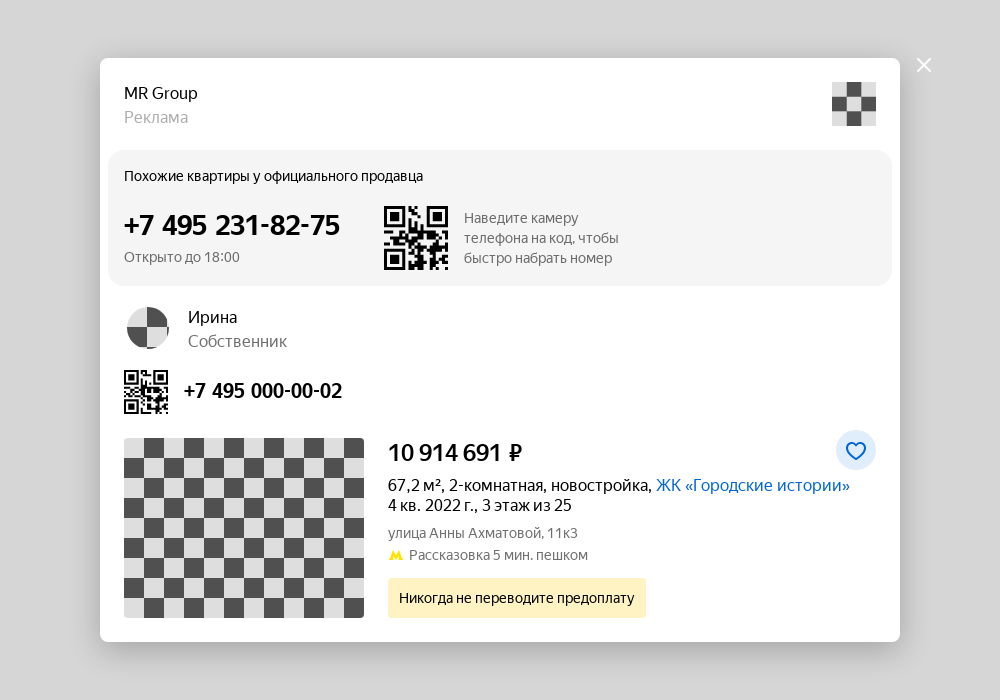 MR Group
Реклама
Похожие квартиры у официального продавца
+7 495 231-82-75
Открыто до 18:00
Наведите камеру
телефона на код, чтобы
быстро набрать номер
Ирина
Собственник
+7 495 000-00-02
10 914 691 ₽
67,2 м², 2-комнатная, новостройка, ЖК «Городские истории»
4 кв. 2022 г., 3 этаж из 25
улица Анны Ахматовой, 11к3
Рассказовка 5 мин. пешком
Никогда не переводите предоплату